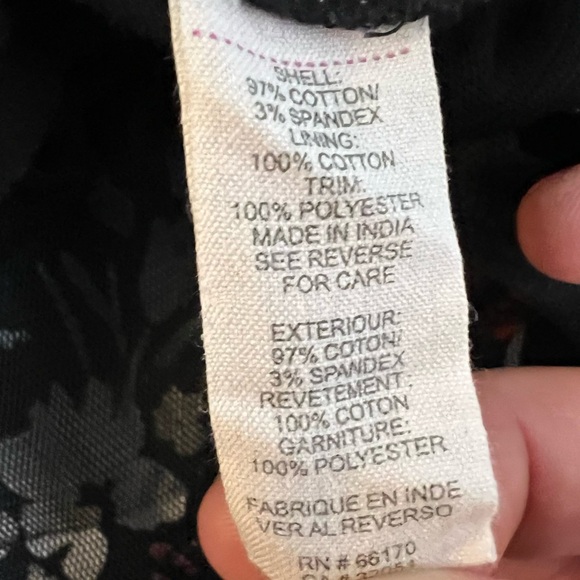 SHELL:
97% COTTON/
3% SPANDEX
LINING:
100% COTTON
TRIM:
100% POLYESTER
MADE IN INDIA
SEE REVERSE
FOR CARE
EXTERIOUR:
97% COTON/
3% SPANDEX
REVETEMENT:
100% COTON
GARNITURE:
100% POLYESTER
FABRIQUE EN INDE
VER AL REVERSO
RN # 66170
CA #